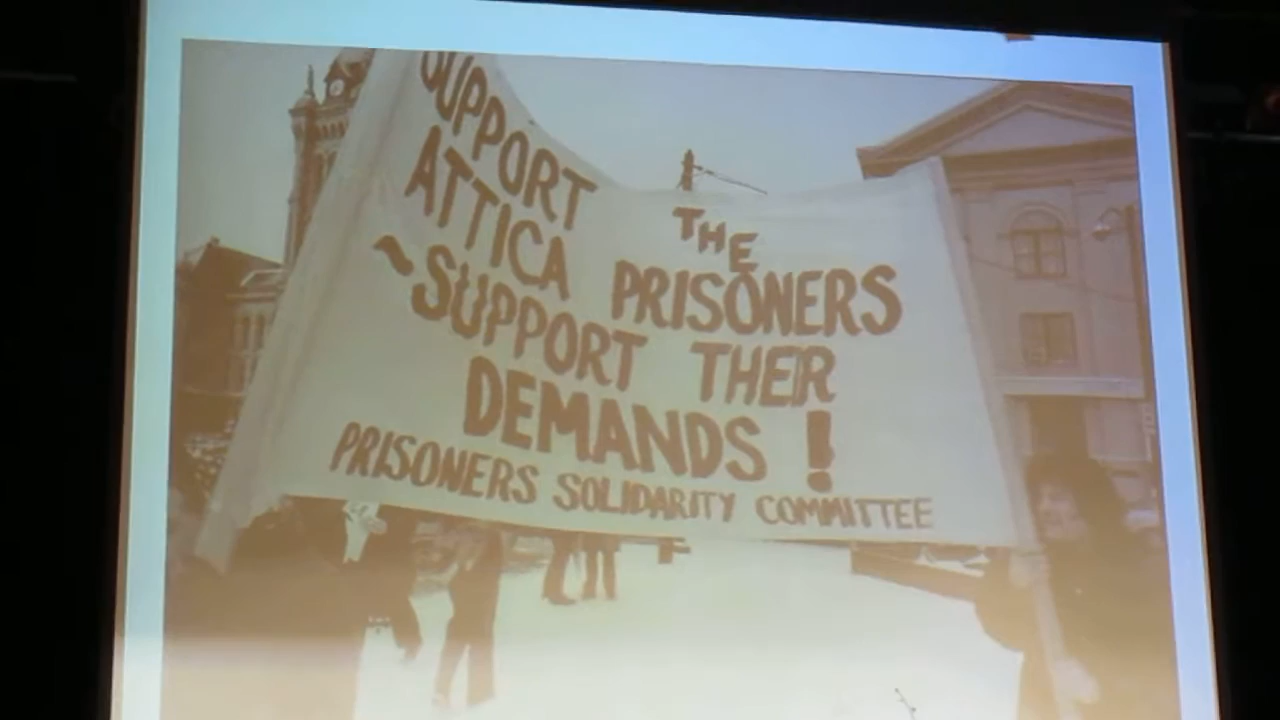 SUPPORT
ATTICA THE PRISONERS
SUPPORT THEIR
DEMANDS !
PRISONERS SOLIDARITY COMMITTEE